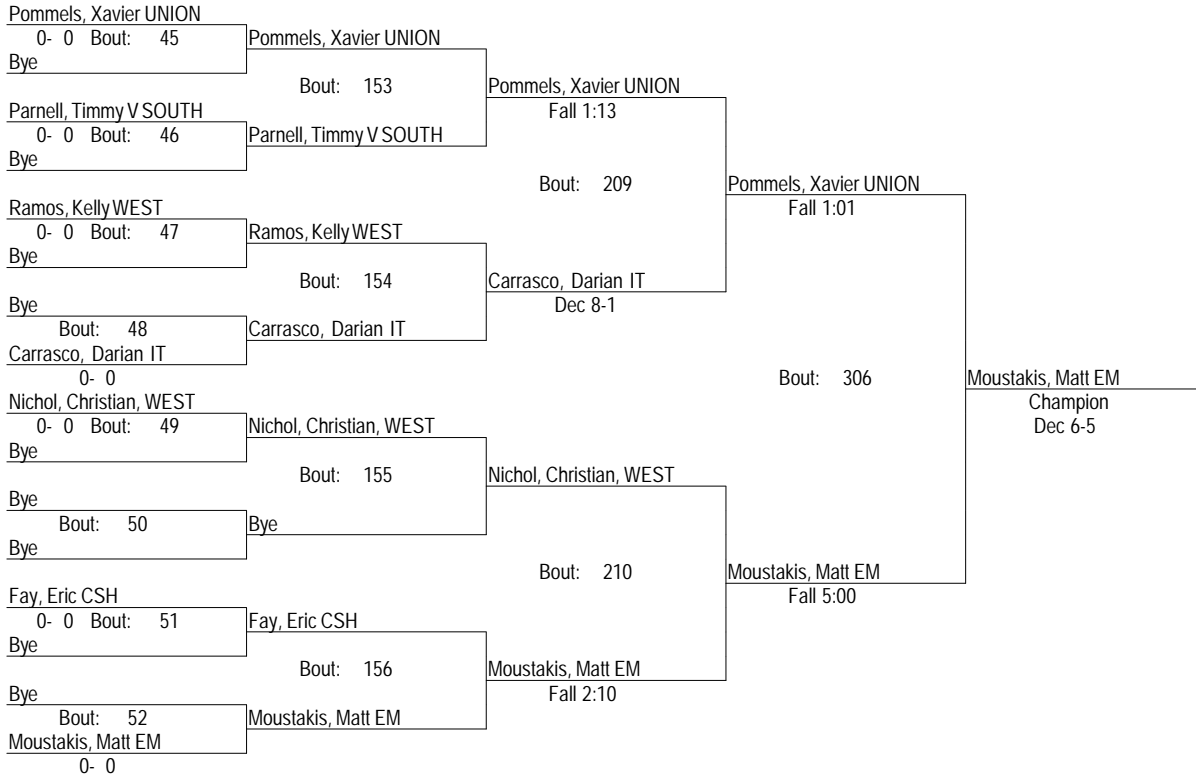 Pommels, Xavier UNION
0- 0 Bout: 45
Bye
Parnell, Timmy V SOUTH
0- 0 Bout: 46
Bye
Ramos, Kelly WEST
0- 0 Bout: 47
Bye
Bye
Bout: 48
Carrasco, Darian IT
0- 0
Nichol, Christian, WEST
0- 0 Bout: 49
Bye
Bye
Bout: 50
Bye
Fay, Eric CSH
0- 0 Bout: 51
Bye
Bye
Bout: 52
Moustakis, Matt EM
0- 0
Pommels, Xavier UNION
Bout: 153
Parnell, Timmy V SOUTH
Ramos, Kelly WEST
Bout: 154
Carrasco, Darian IT
Nichol, Christian, WEST
Bout: 155
Bye
Fay, Eric CSH
Bout: 156
Moustakis, Matt EM
Pommels, Xavier UNION
Fall 1:13
Bout: 209
Carrasco, Darian IT
Dec 8-1
Nichol, Christian, WEST
Bout: 210
Moustakis, Matt EM
Fall 2:10
Pommels, Xavier UNION
Fall 1:01
Bout: 306
Moustakis, Matt EM
Fall 5:00
Moustakis, Matt EM
Champion
Dec 6-5